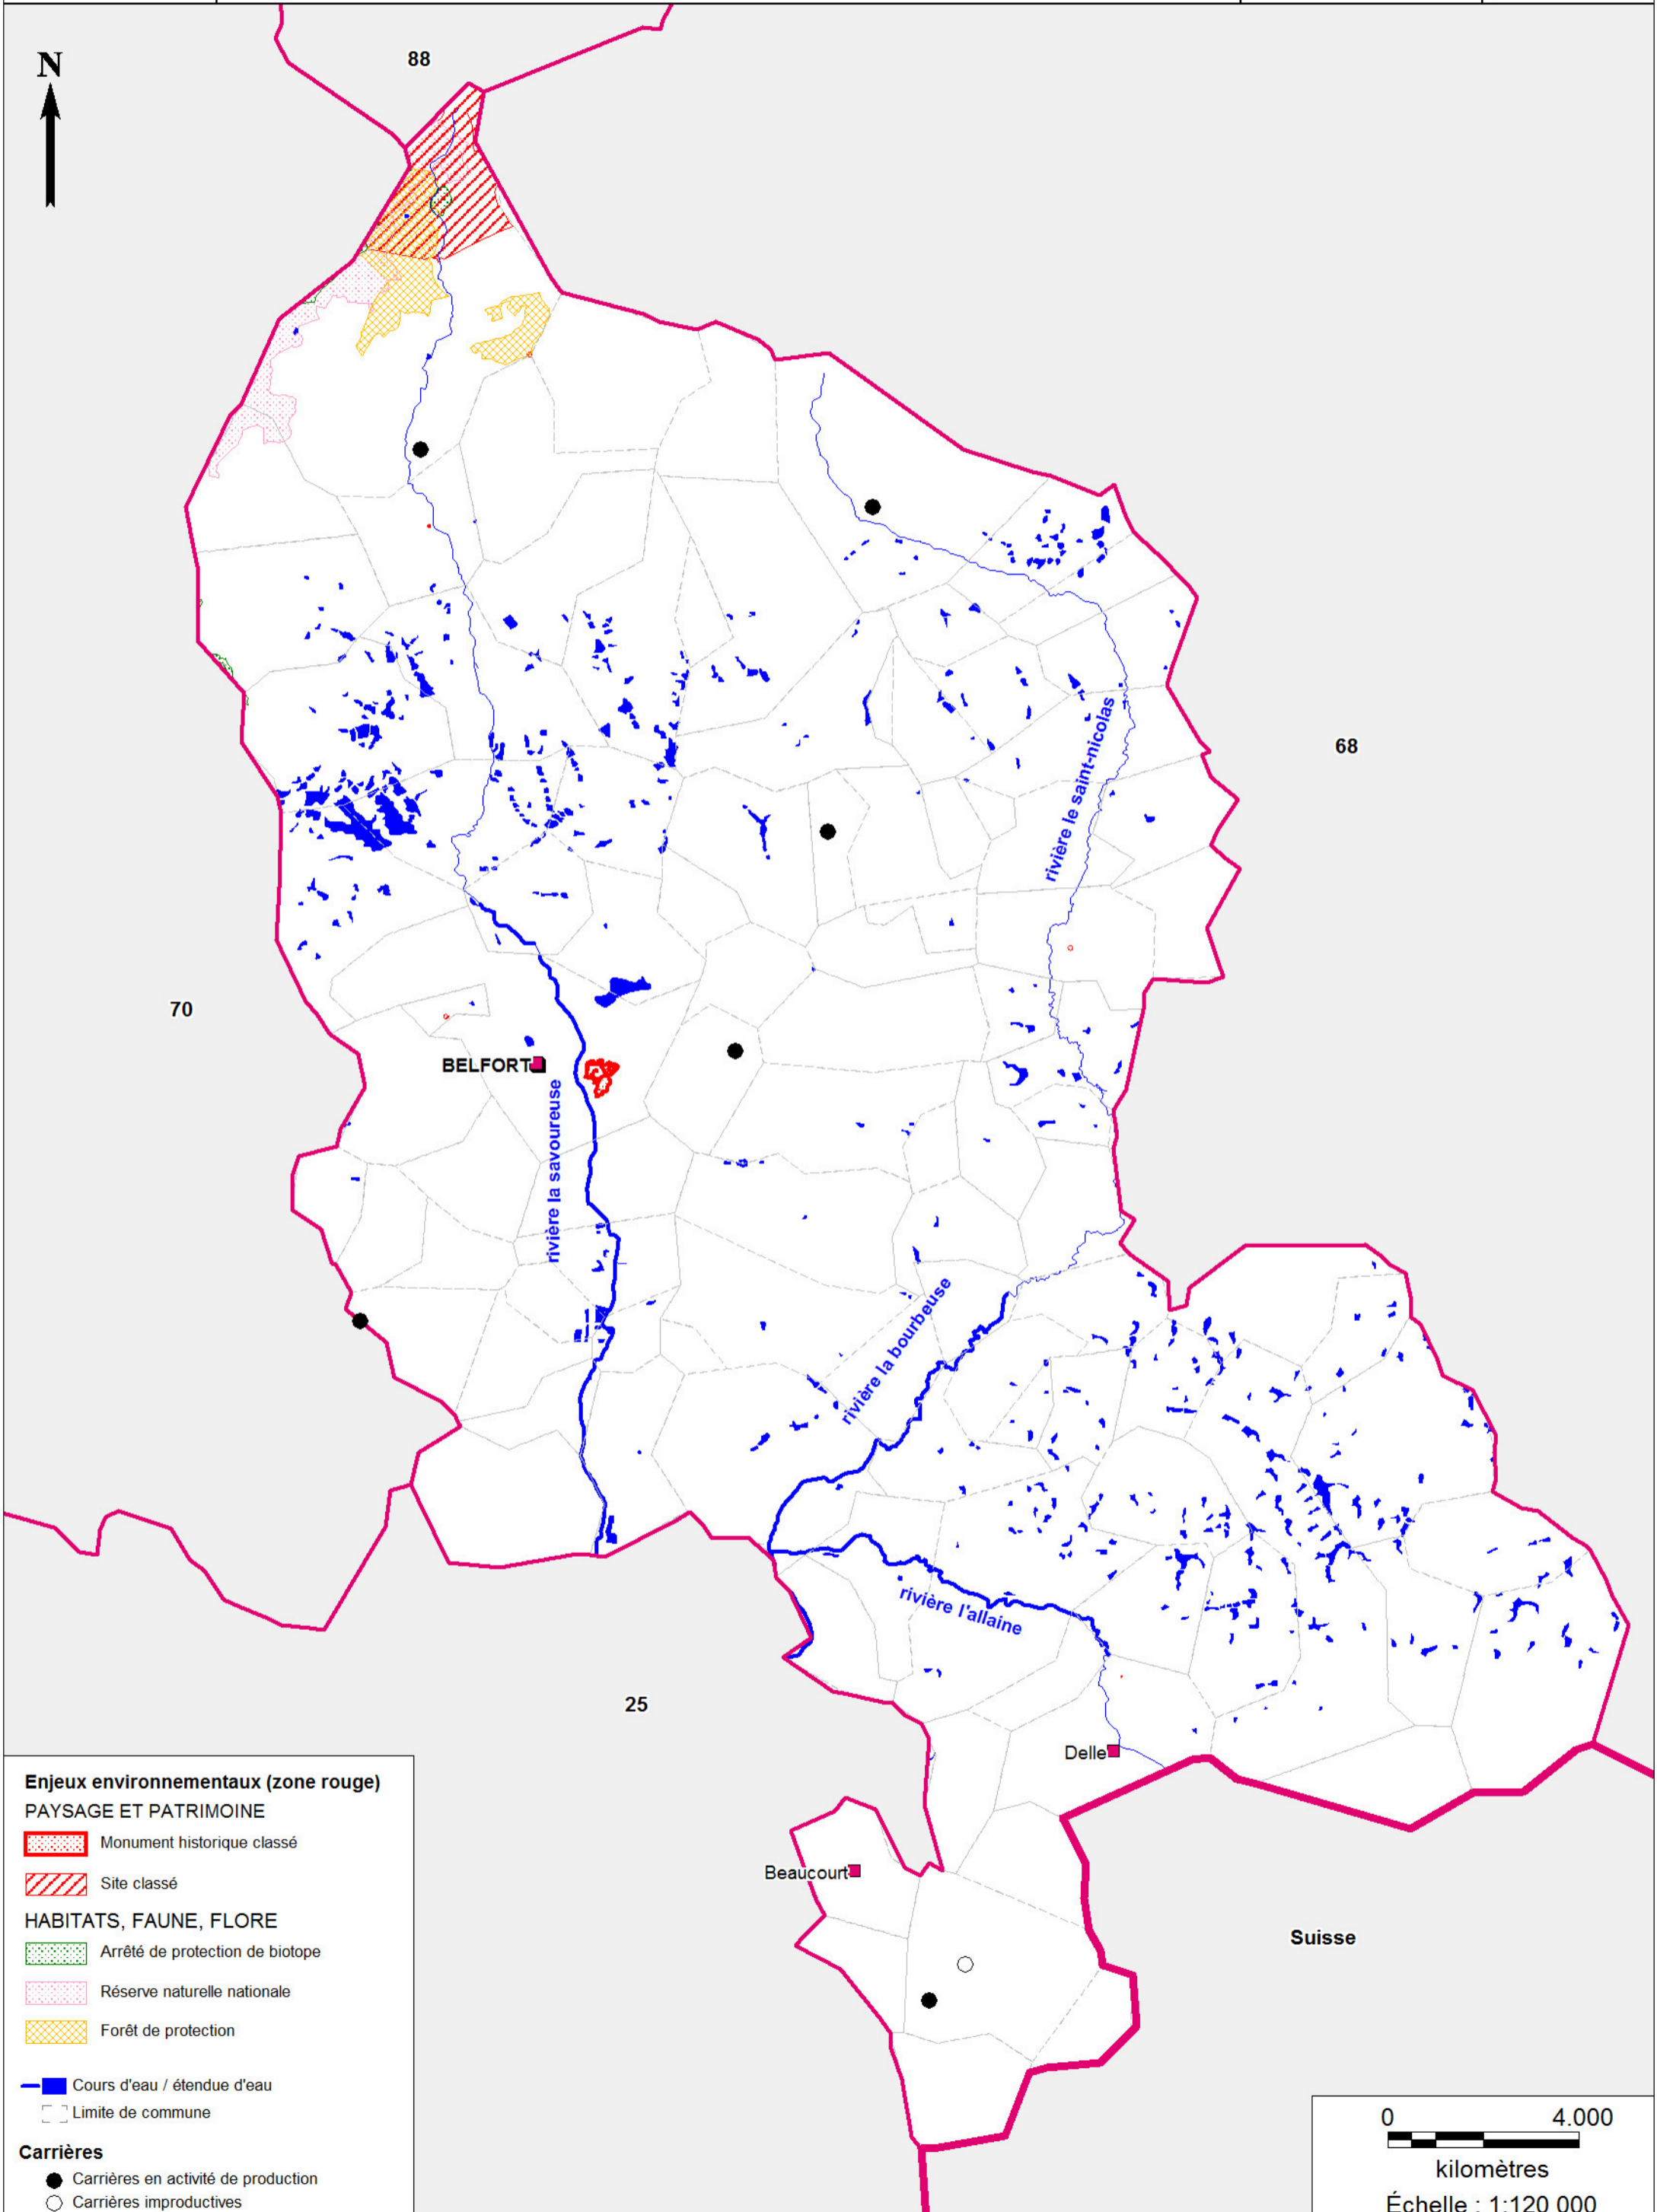 N
88
68
rivière le saint-nicolas
70
BELFORT
rivière la savoureuse
rivière la bourbeuse
rivière l'allaine
25
Delle
Beaucourt
Suisse
Enjeux environnementaux (zone rouge)
PAYSAGE ET PATRIMOINE
Monument historique classé
Site classé
HABITATS, FAUNE, FLORE
Arrêté de protection de biotope
Réserve naturelle nationale
Forêt de protection
Cours d'eau / étendue d'eau
Limite de commune
Carrières
Carrières en activité de production
Carrières improductives
0 4.000
kilomètres
Échelle : 1:120 000